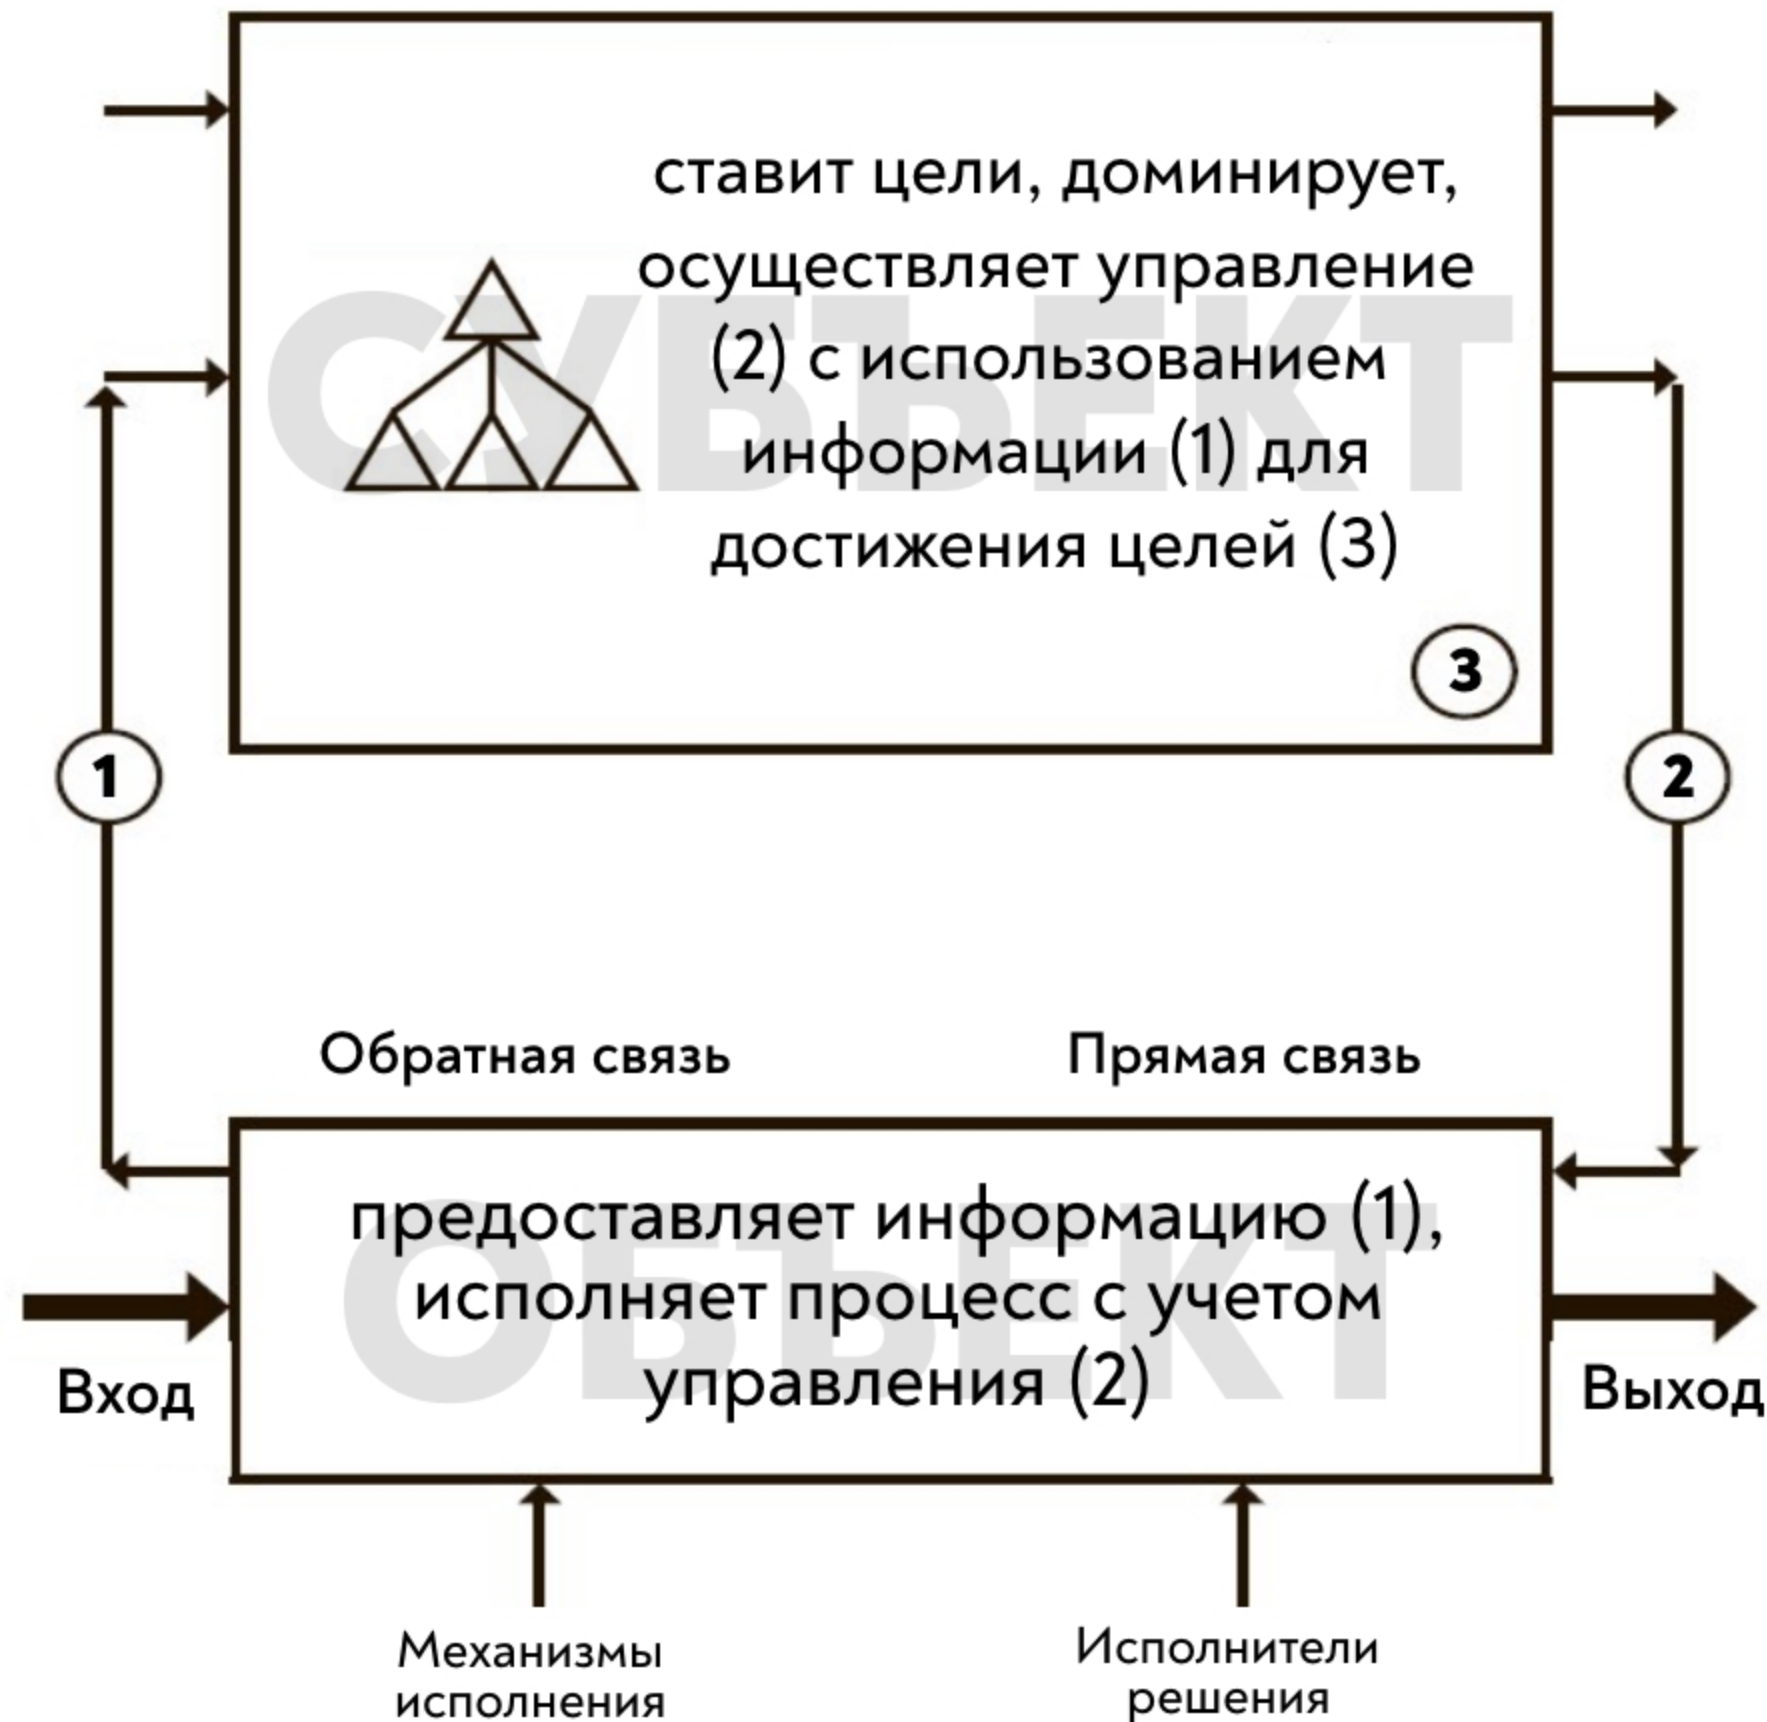 СУБЪЕКТ
ставит цели, доминирует,
осуществляет управление
(2) с использованием
информации (1) для
достижения целей (3)
3
1
2
Обратная связь
Прямая связь
ОБЪЕКТ
предоставляет информацию (1),
исполняет процесс с учетом
управления (2)
Вход
Выход
Механизмы
исполнения
Исполнители
решения